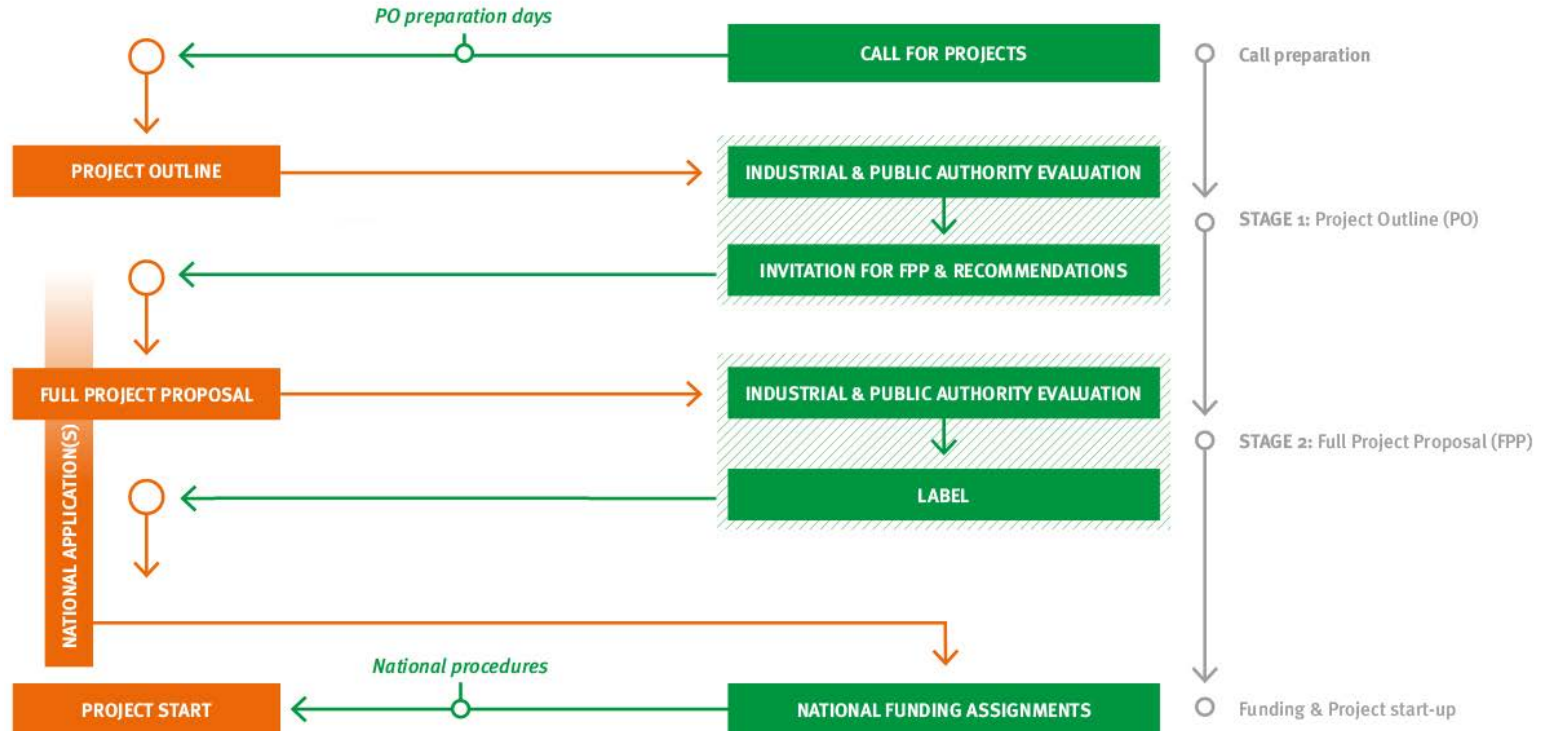 PO preparation days
CALL FOR PROJECTS
Call preparation
PROJECT OUTLINE
INDUSTRIAL & PUBLIC AUTHORITY EVALUATION
STAGE 1: Project Outline (PO)
INVITATION FOR FPP & RECOMMENDATIONS
FULL PROJECT PROPOSAL
INDUSTRIAL & PUBLIC AUTHORITY EVALUATION
STAGE 2: Full Project Proposal (FPP)
LABEL
NATIONAL APPLICATION(S)
National procedures
PROJECT START
NATIONAL FUNDING ASSIGNMENTS
Funding & Project start-up